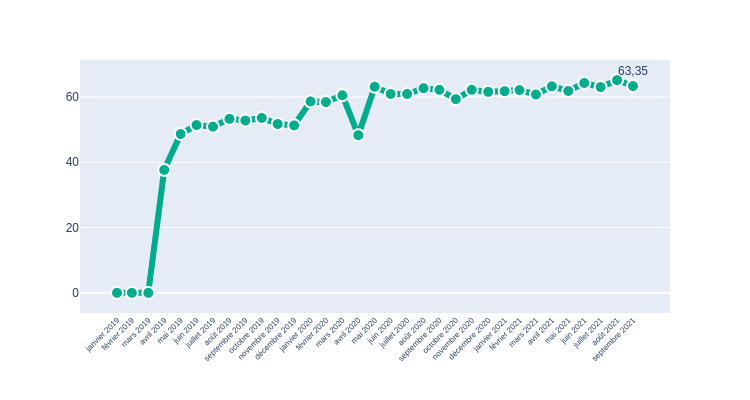 63,35
60
40
20
0
janvier 2019
février 2019
mars 2019
avril 2019
mai 2019
juin 2019
juillet 2019
août 2019
septembre 2019
octobre 2019
novembre 2019
décembre 2019
janvier 2020
février 2020
mars 2020
avril 2020
mai 2020
juin 2020
juillet 2020
août 2020
septembre 2020
octobre 2020
novembre 2020
décembre 2020
janvier 2021
février 2021
mars 2021
avril 2021
mai 2021
juin 2021
juillet 2021
août 2021
septembre 2021